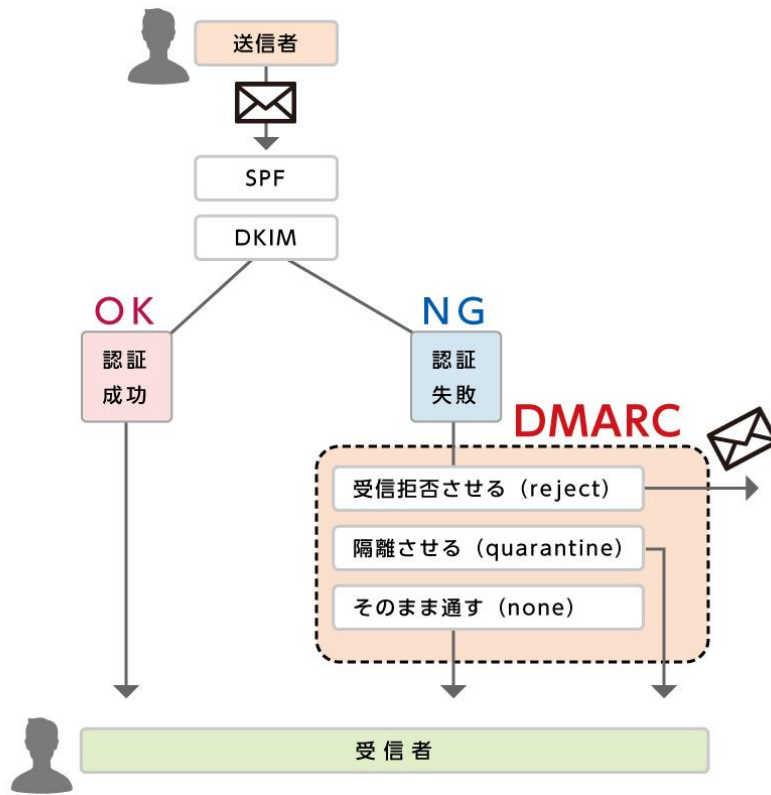 送信者
SPF
DKIM
OK
NG
認証
成功
認証
失敗
DMARC
受信拒否させる（reject）
隔離させる（quarantine）
そのまま通す（none）
受信者